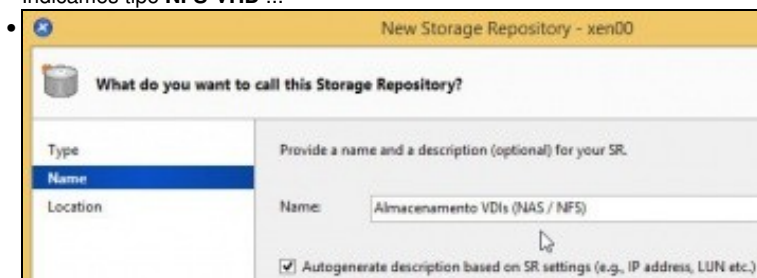 indicamos tipo NFS VHD ...
New Storage Repository - xen00
What do you want to call this Storage Repository?
Type
Provide a name and a description (optional) for your SR.
Name
Location
Name: Almacenamento VDIs (NAS / NFS)
Autogenerate description based on SR settings (e.g., IP address, LUN etc.)